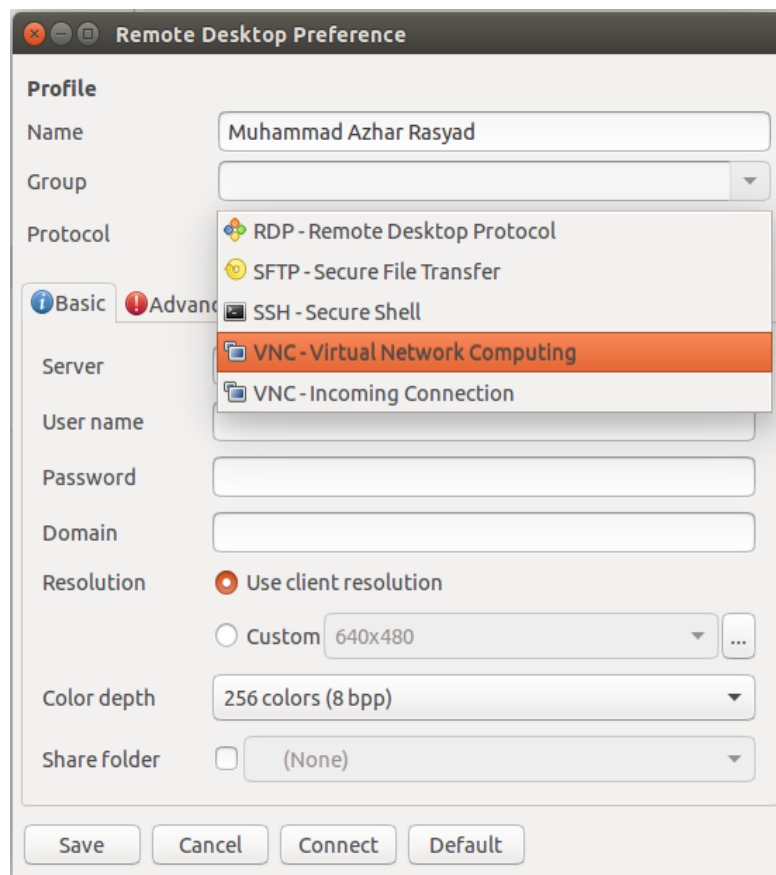 Remote Desktop Preference
Profile
Name Muhammad Azhar Rasyad
Group
Protocol
RDP - Remote Desktop Protocol
SFTP - Secure File Transfer
SSH - Secure Shell
VNC - Virtual Network Computing
VNC - Incoming Connection
Basic Advanc
Server
User name
Password
Domain
Resolution Use client resolution
Custom 640x480 ...
Color depth 256 colors (8 bpp)
Share folder (None)
Save Cancel Connect Default